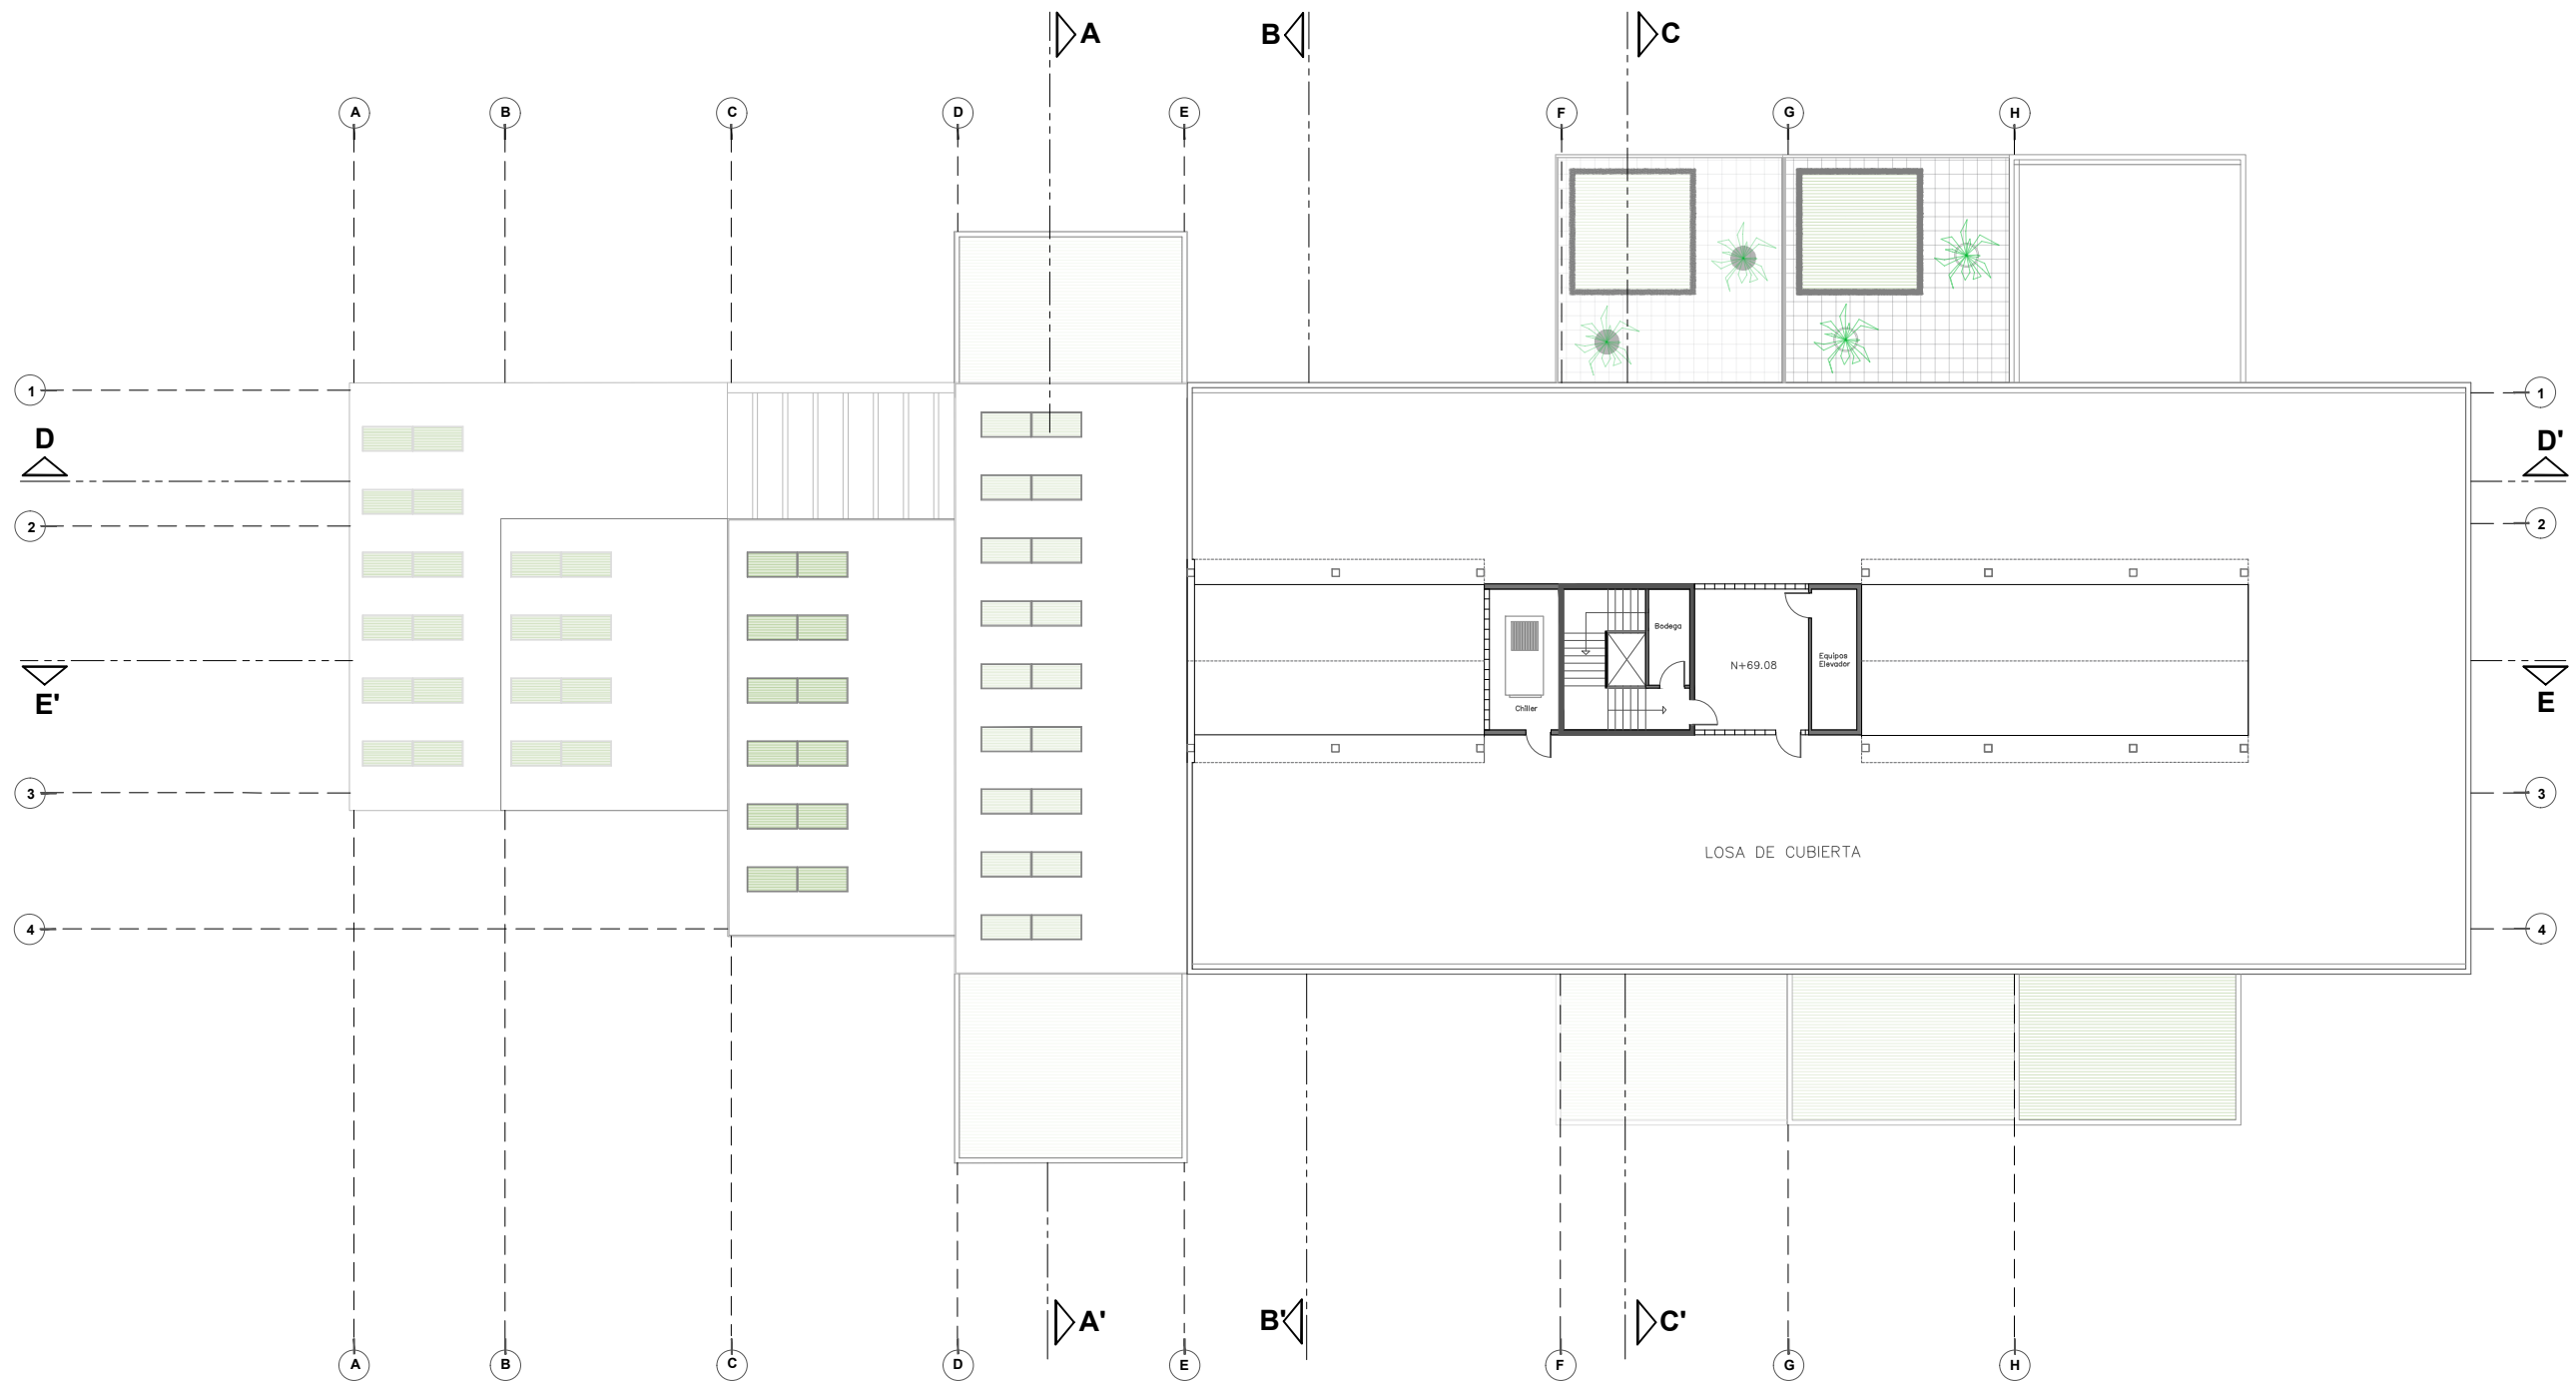 A
B
C
A
B
C
D
E
F
G
H
1
1
D
D'
2
2
Bodega
Equipos
Elevador
N+69.08
E'
E
Chiller
3
3
LOSA DE CUBIERTA
4
4
A'
B'
C'
A
B
C
D
E
F
G
H